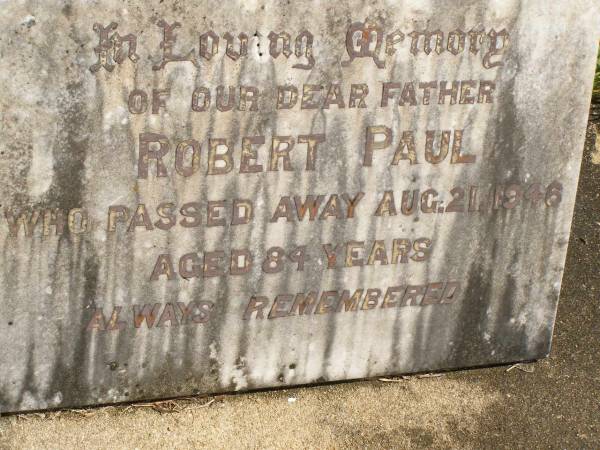 In Loving Memory
OF OUR DEAR FATHER
ROBERT PAUL
WHO PASSED AWAY AUG. 21, 1946
AGED 84 YEARS
ALWAYS REMEMBERED